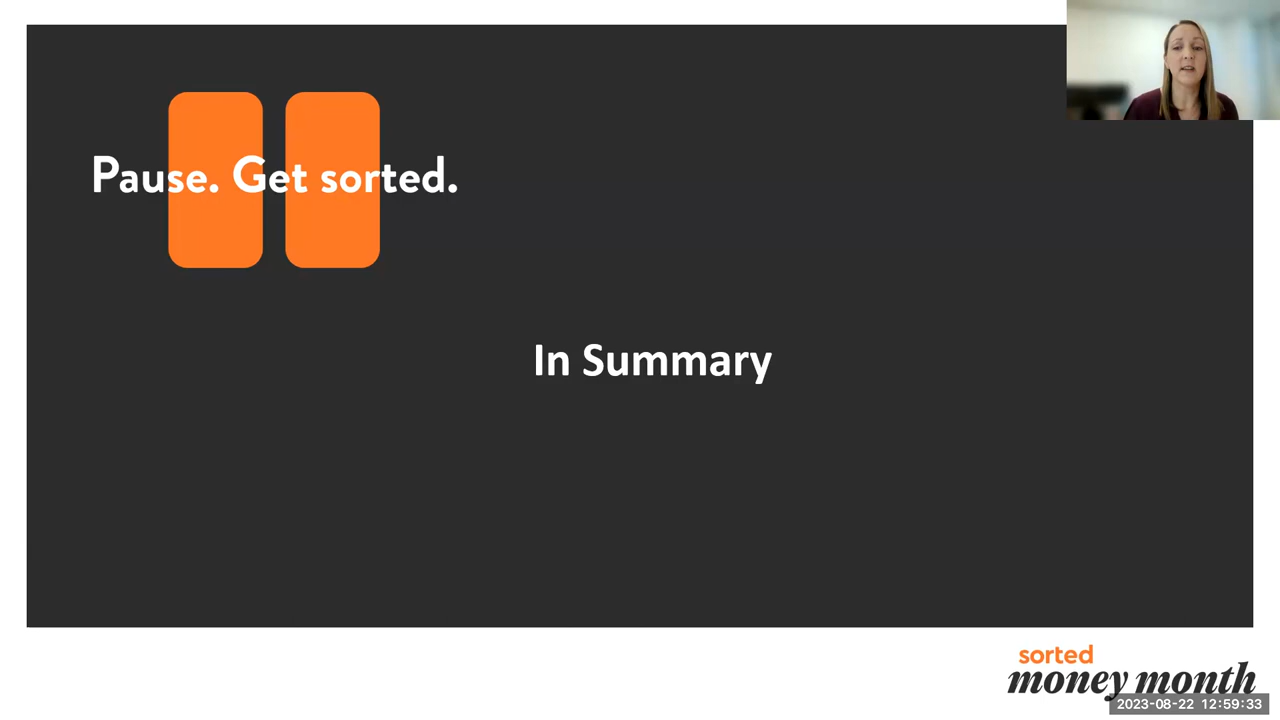 Pause. Get sorted.
In Summary
sorted
money month
2023-08-22 12:59:33